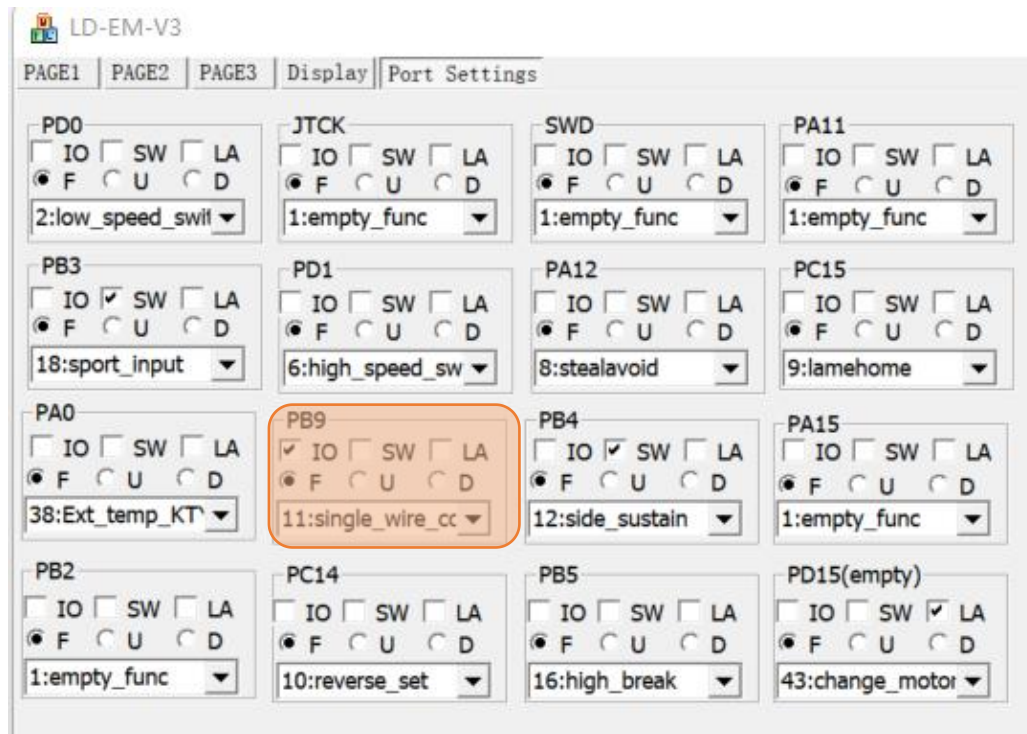 LD-EM-V3
PAGE1 PAGE2 PAGE3 Display Port Settings
PD0 JTCK SWD PA11
IO SW LA IO SW LA IO SW LA IO SW LA
F U D F U D F U D F U D
2:low_speed_swit 1:empty_func 1:empty_func 1:empty_func
PB3 PD1 PA12 PC15
IO SW LA IO SW LA IO SW LA IO SW LA
F U D F U D F U D F U D
18:sport_input 6:high_speed_sw 8:stealavoid 9:lamehome
PA0 PB9 PB4 PA15
IO SW LA IO SW LA IO SW LA IO SW LA
F U D F U D F U D F U D
38:Ext_temp_KTY 11:single_wire_cc 12:side_sustain 1:empty_func
PB2 PC14 PB5 PD15(empty)
IO SW LA IO SW LA IO SW LA IO SW LA
F U D F U D F U D F U D
1:empty_func 10:reverse_set 16:high_break 43:change_motor